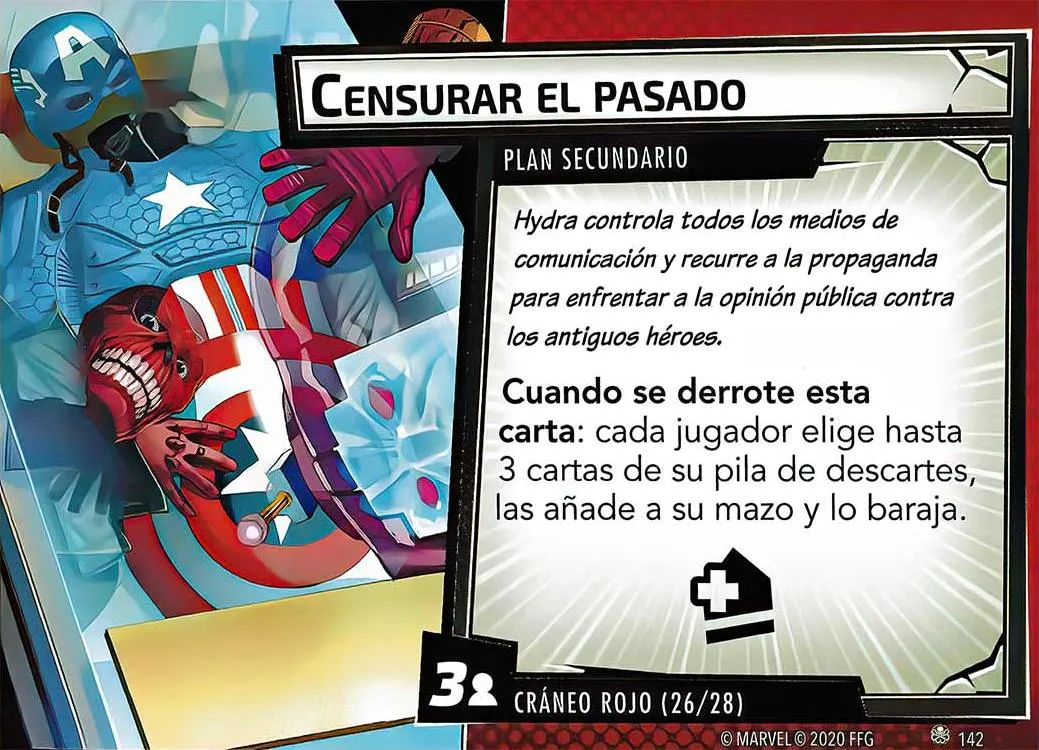 CENSURAR EL PASADO
PLAN SECUNDARIO
Hydra controla todos los medios de
comunicación y recurre a la propaganda
para enfrentar a la opinión pública contra
los antiguos héroes.
Cuando se derrote esta
carta: cada jugador elige hasta
3 cartas de su pila de descartes,
las añade a su mazo y lo baraja.
3
CRÁNEO ROJO (26/28)
© MARVEL © 2020 FFG
142